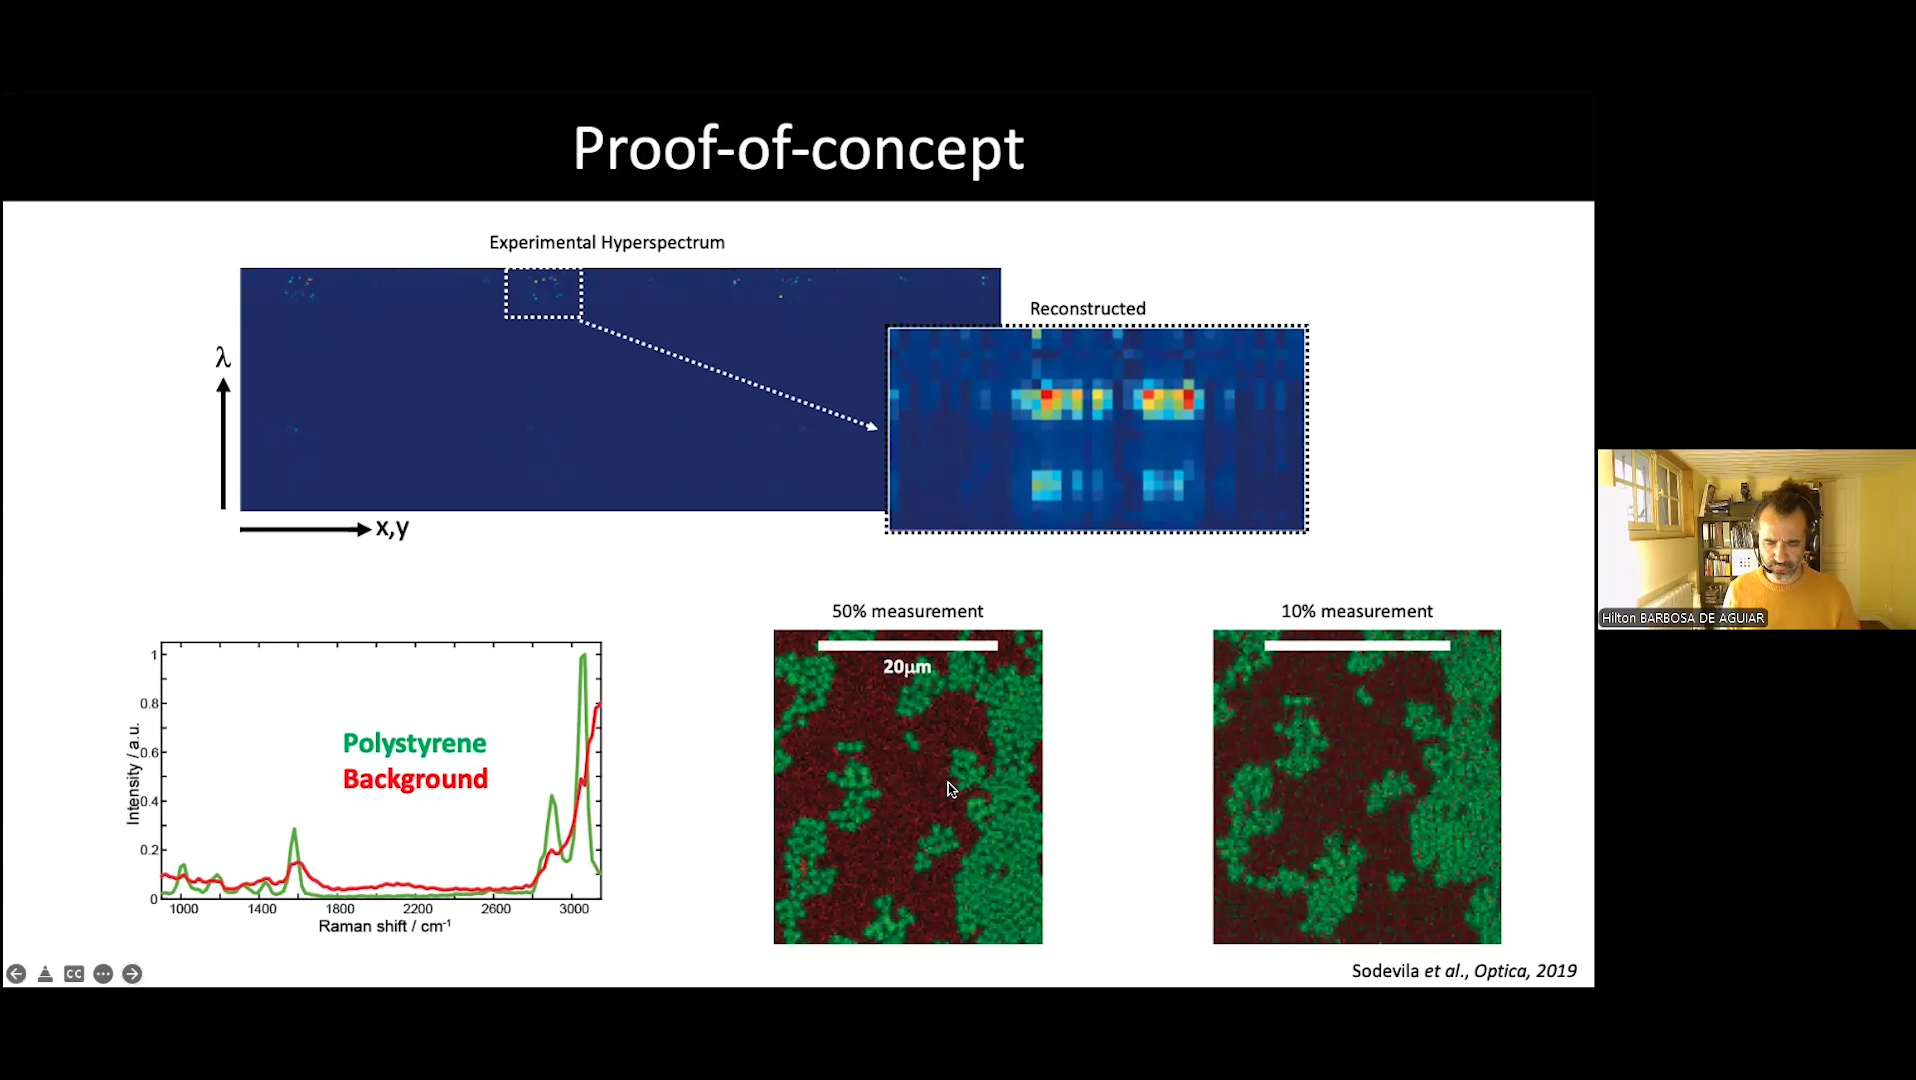 Proof-of-concept
Experimental Hyperspectrum
Reconstructed
λ
x,y
50% measurement
10% measurement
20μm
Polystyrene
Background
Intensity / a.u.
1
0.8
0.6
0.4
0.2
0
1000 1400 1800 2200 2600 3000
Raman shift / cm-1
Sodevila et al., Optica, 2019
CC
Hilton BARBOSA DE AGUIAR